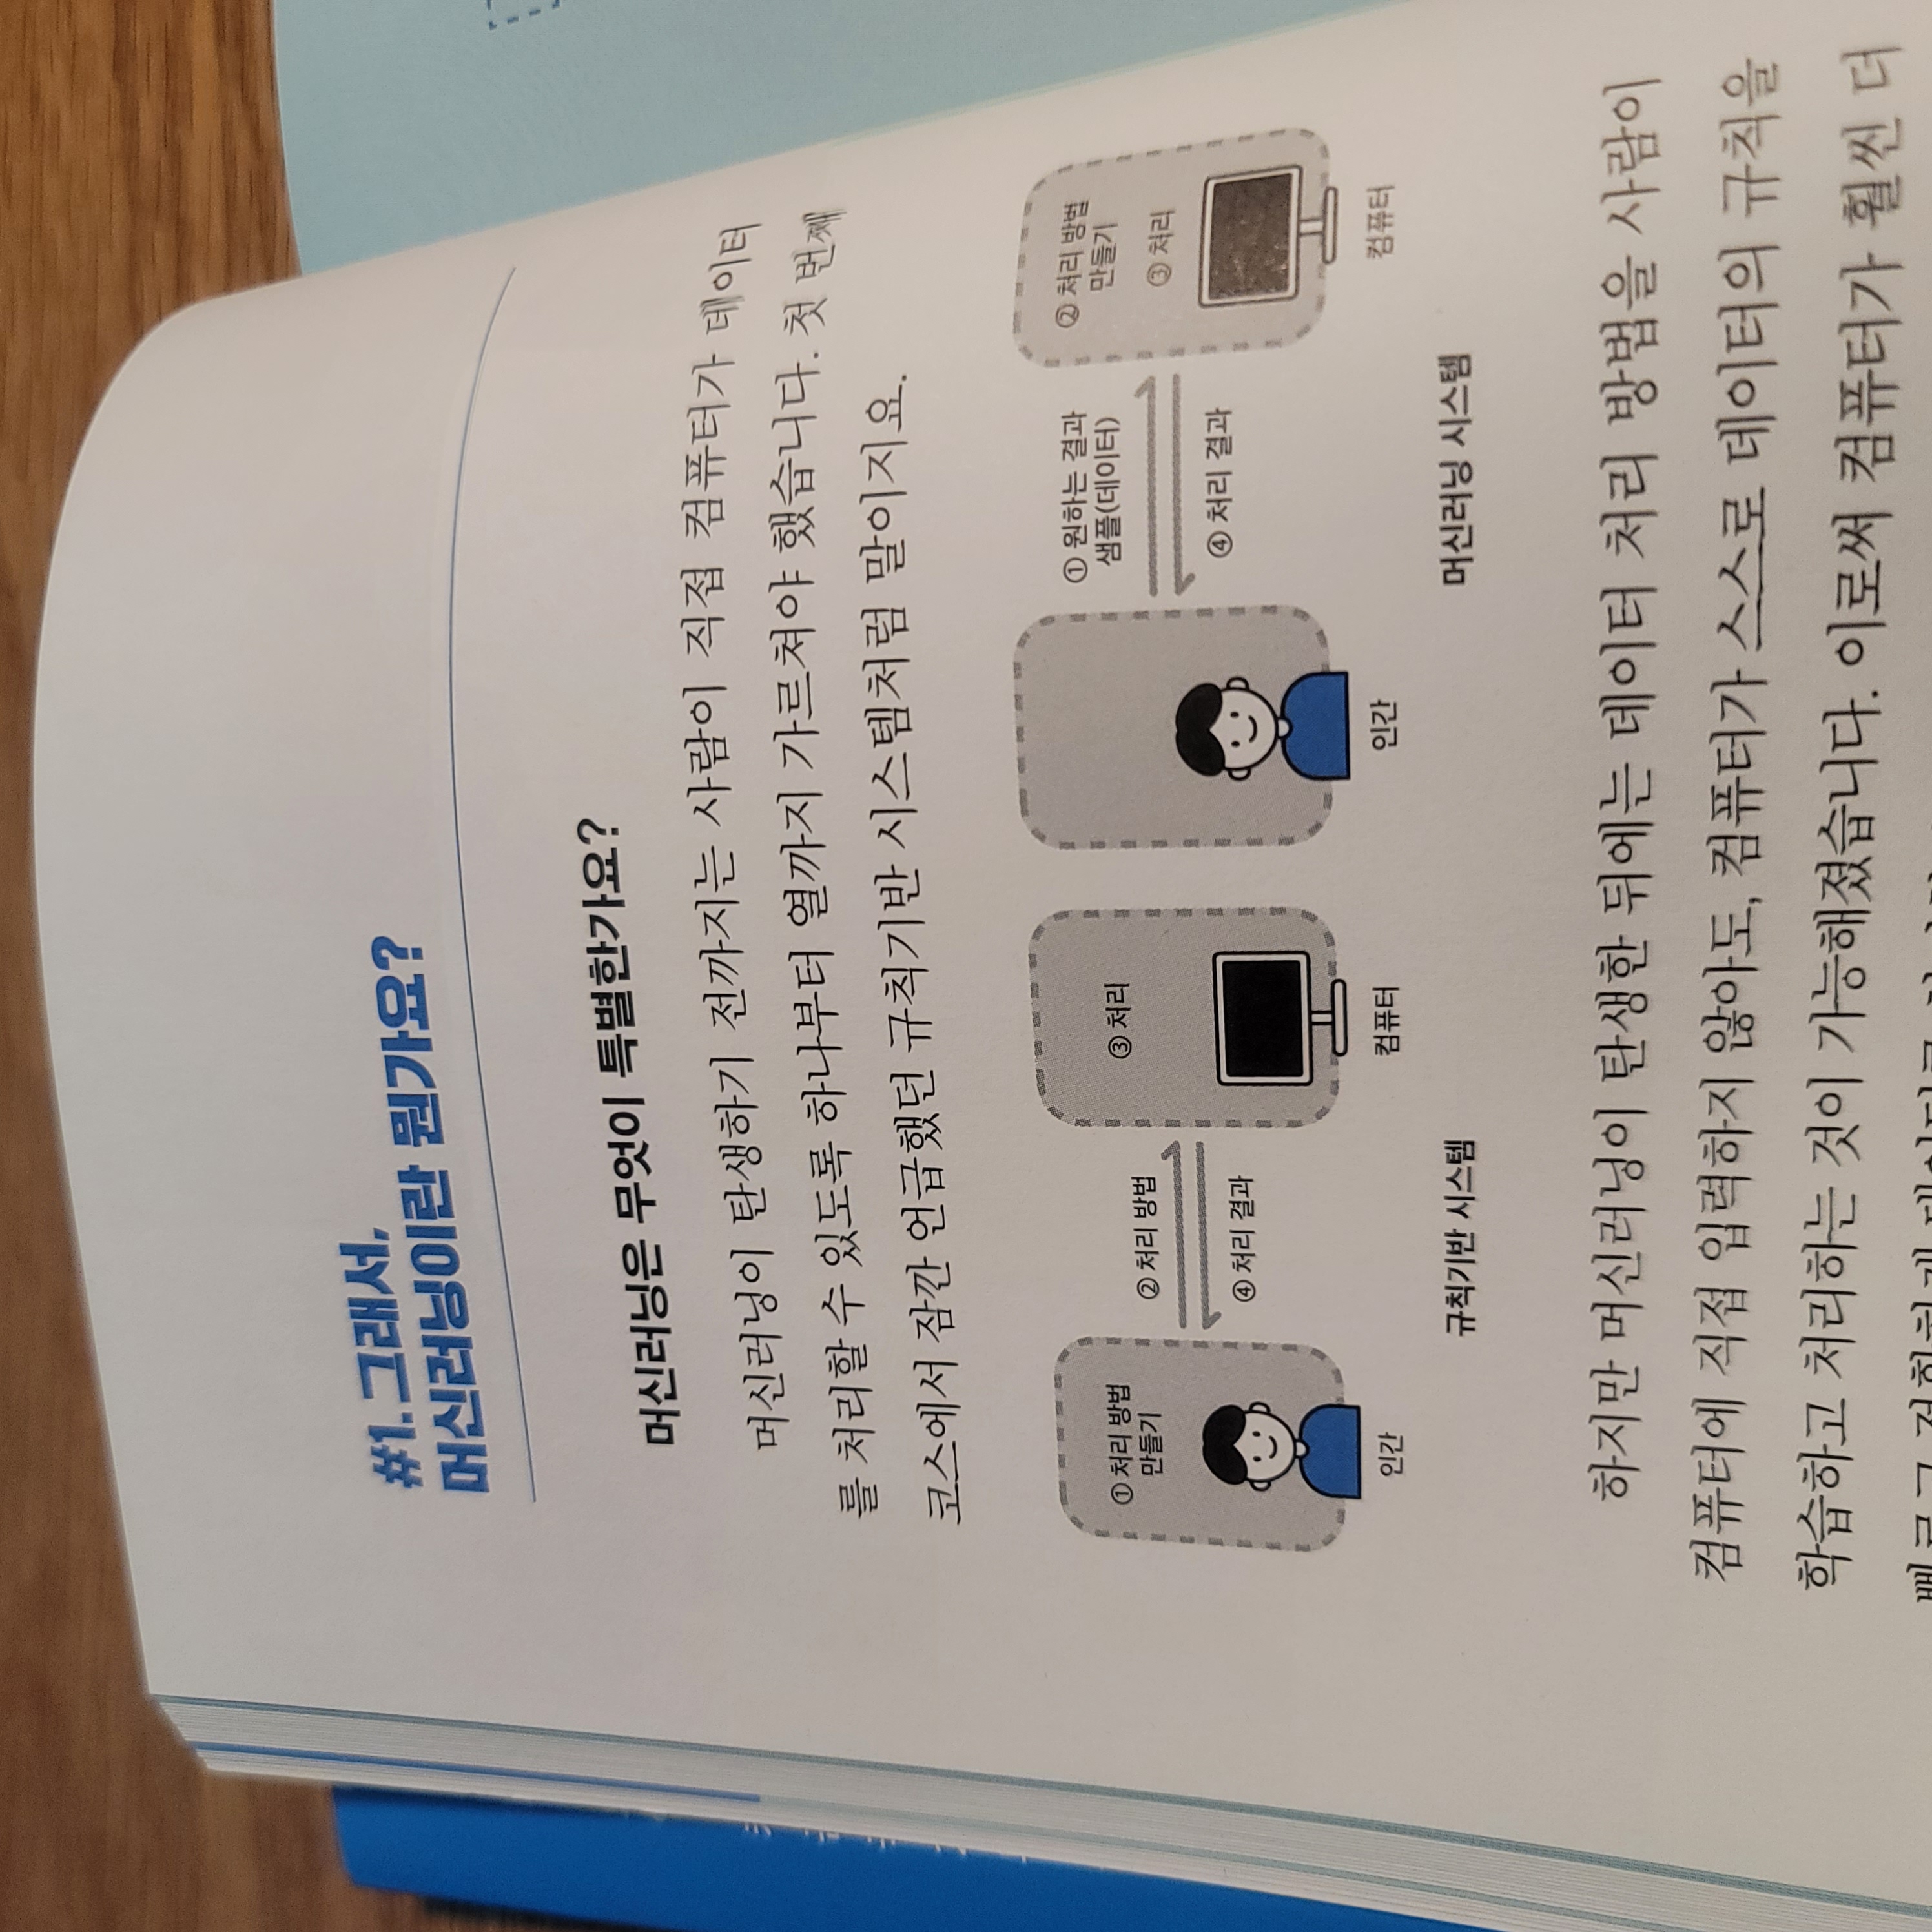 #1. 그래서,
머신러닝이란 뭔가요?
머신러닝은 무엇이 특별한가요?
머신러닝이 탄생하기 전까지는 사람이 직접 컴퓨터가 데이터
를 처리할 수 있도록 하나부터 열까지 가르쳐야 했습니다. 첫 번째
코스에서 잠깐 언급했던 규칙기반 시스템처럼 말이지요.
① 처리 방법
만들기
② 처리 방법
④ 처리 결과
③ 처리
인간
컴퓨터
규칙기반 시스템
① 원하는 결과
샘플(데이터)
④ 처리 결과
② 처리 방법
만들기
③ 처리
인간
컴퓨터
머신러닝 시스템
하지만 머신러닝이 탄생한 뒤에는 데이터 처리 방법을 사람이
컴퓨터에 직접 입력하지 않아도, 컴퓨터가 스스로 데이터의 규칙을
학습하고 처리하는 것이 가능해졌습니다. 이로써 컴퓨터가 훨씬 더